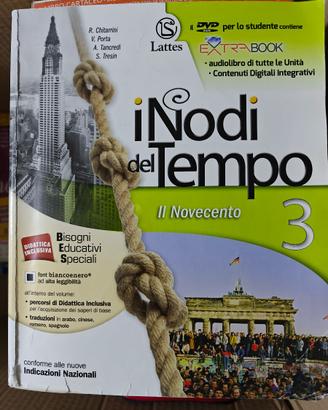 R. Chitarrini
V. Porta
A. Tancredi
S. Tresin
LS
Lattes
il DVD per lo studente contiene
EXTRABOOK
• audiolibro di tutte le Unità
• Contenuti Digitali Integrativi
i Nodi
del Tempo
Il Novecento
3
DIDATTICA
INCLUSIVA
Bisogni
Educativi
Speciali
font biancoenero®
ad alta leggibilità
all'interno del volume:
• percorsi di Didattica Inclusiva
per l'acquisizione dei saperi di base
• traduzioni in arabo, cinese,
romeno, spagnolo
conforme alle nuove
Indicazioni Nazionali